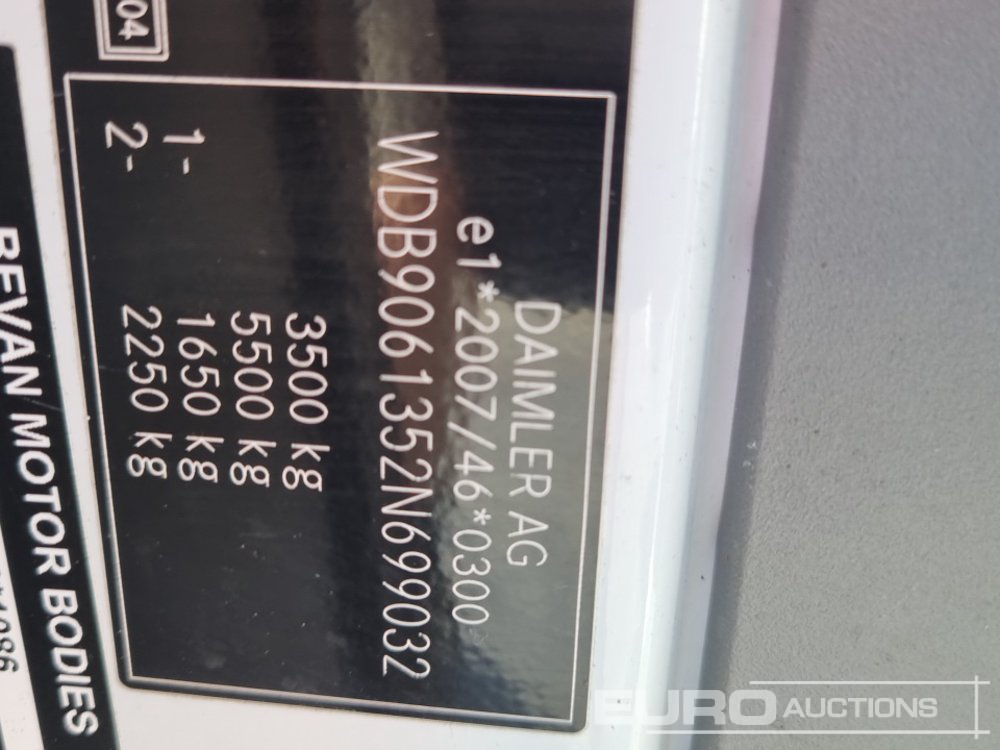 04
DAIMLER AG
e1*2007/46*0300
WDB9061352N699032
3500 kg
5500 kg
1- 1650 kg
2- 2250 kg
BEVAN MOTOR BODIES
EURO AUCTIONS